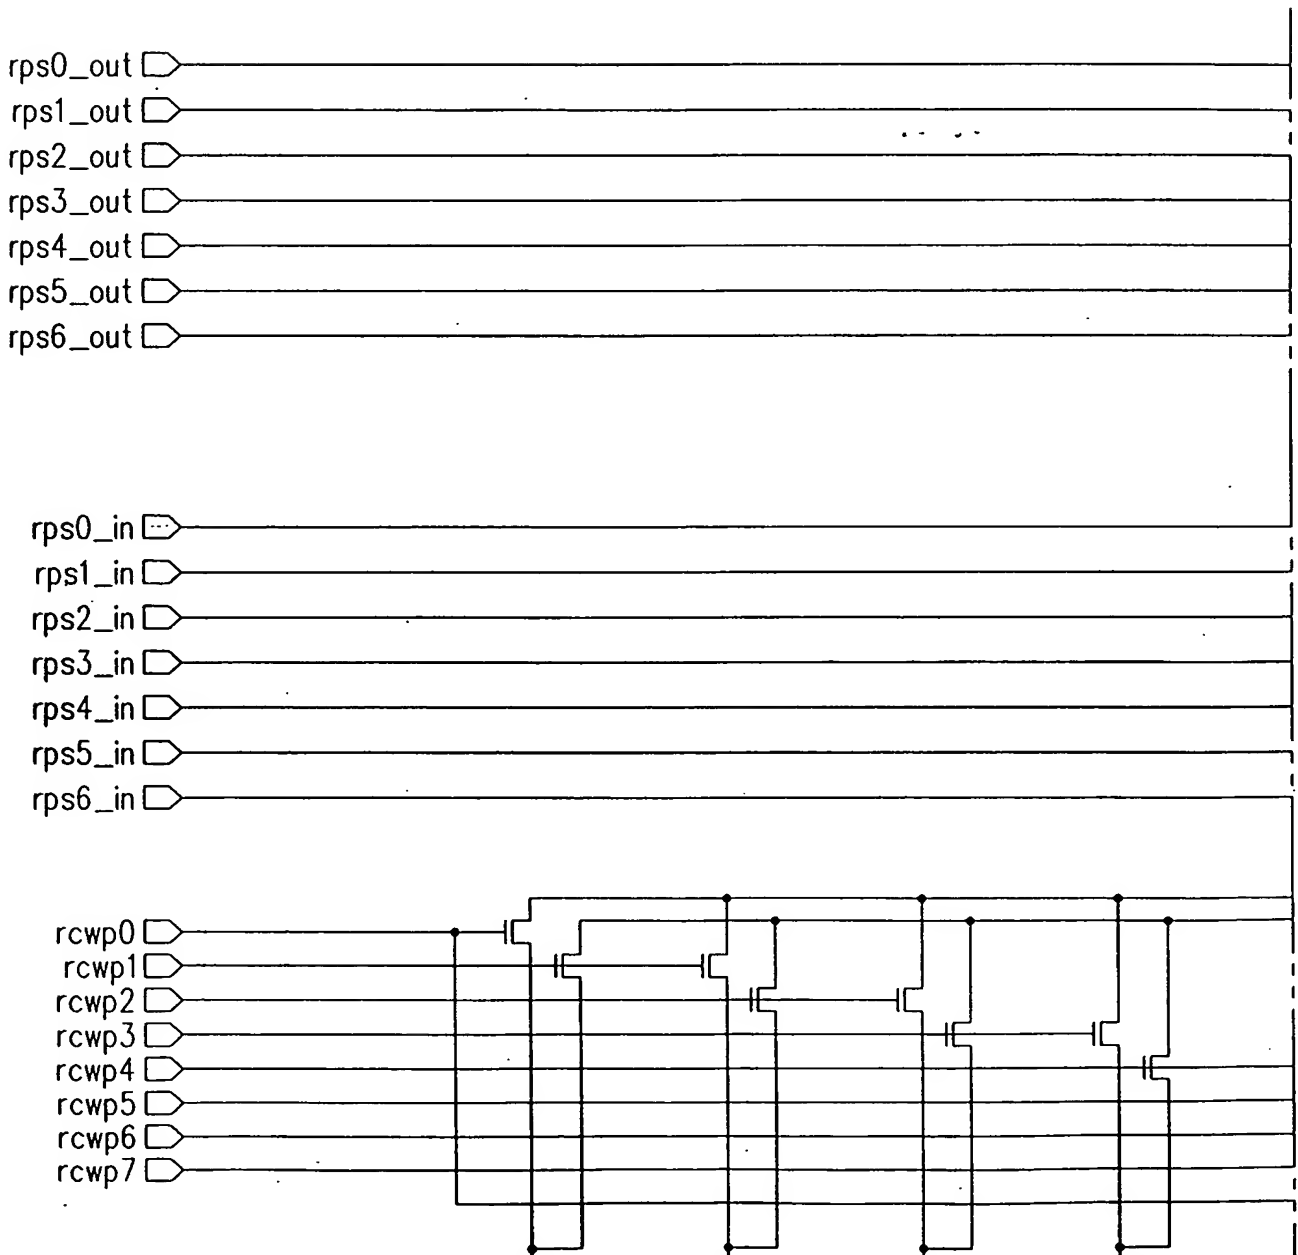 rps0_out
rps1_out
rps2_out
rps3_out
rps4_out
rps5_out
rps6_out
rps0_in
rps1_in
rps2_in
rps3_in
rps4_in
rps5_in
rps6_in
rcwp0
rcwp1
rcwp2
rcwp3
rcwp4
rcwp5
rcwp6
rcwp7